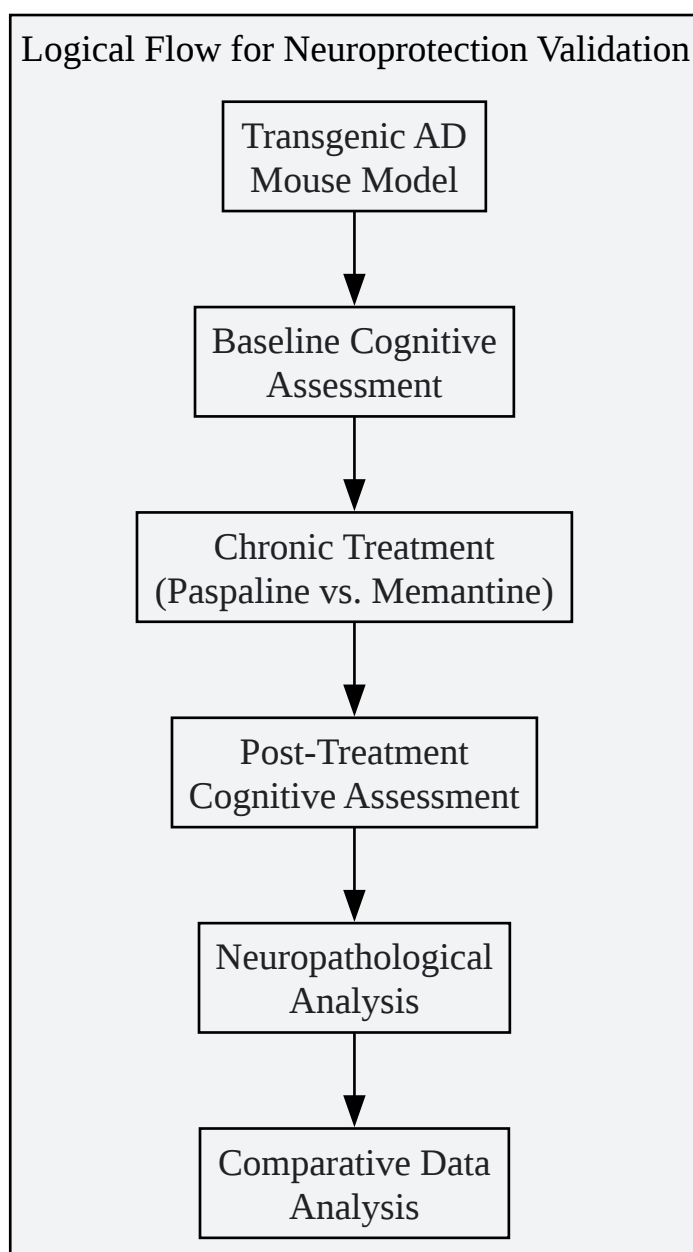 Logical Flow for Neuroprotection Validation
Transgenic AD
Mouse Model
Baseline Cognitive
Assessment
Chronic Treatment
(Paspaline vs. Memantine)
Post-Treatment
Cognitive Assessment
Neuropathological
Analysis
Comparative Data
Analysis